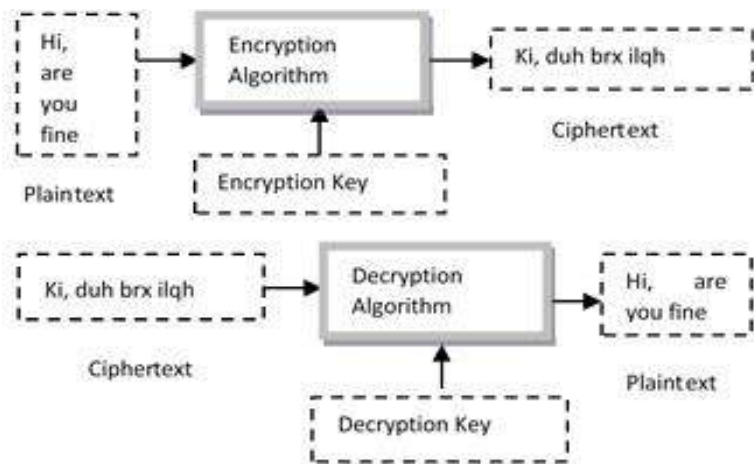 Hi,
are
you
fine
Encryption
Algorithm
Ki, duh brx ilqh
Ciphertext
Plaintext
Encryption Key
Ki, duh brx ilqh
Decryption
Algorithm
Hi, are
you fine
Ciphertext
Plaintext
Decryption Key